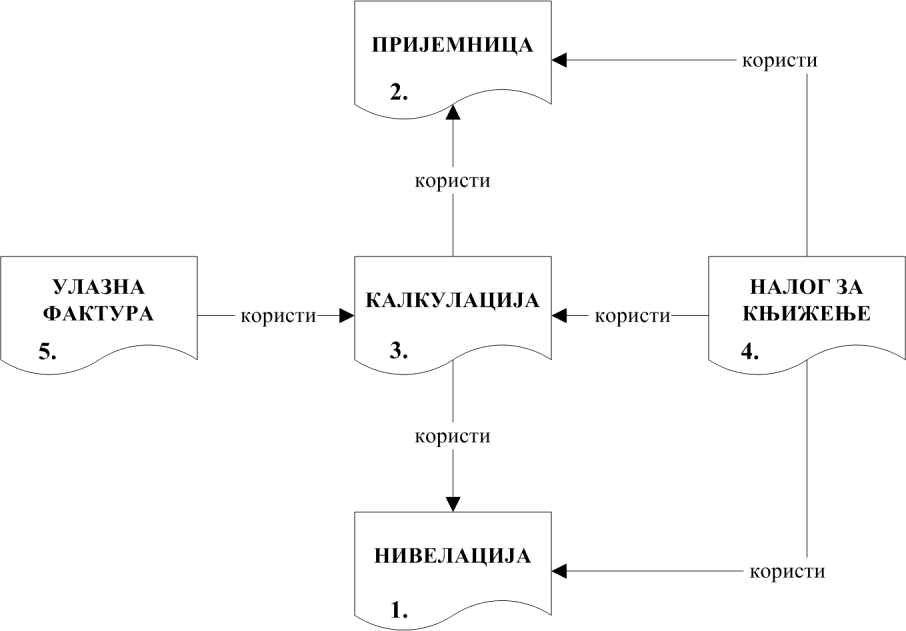 ПРИЈЕМНИЦА
2.
користи
користи
УЛАЗНА
ФАКТУРА
5.
користи
КАЛКУЛАЦИЈА
3.
користи
НАЛОГ ЗА
КЊИЖЕЊЕ
4.
користи
НИВЕЛАЦИЈА
1.
користи